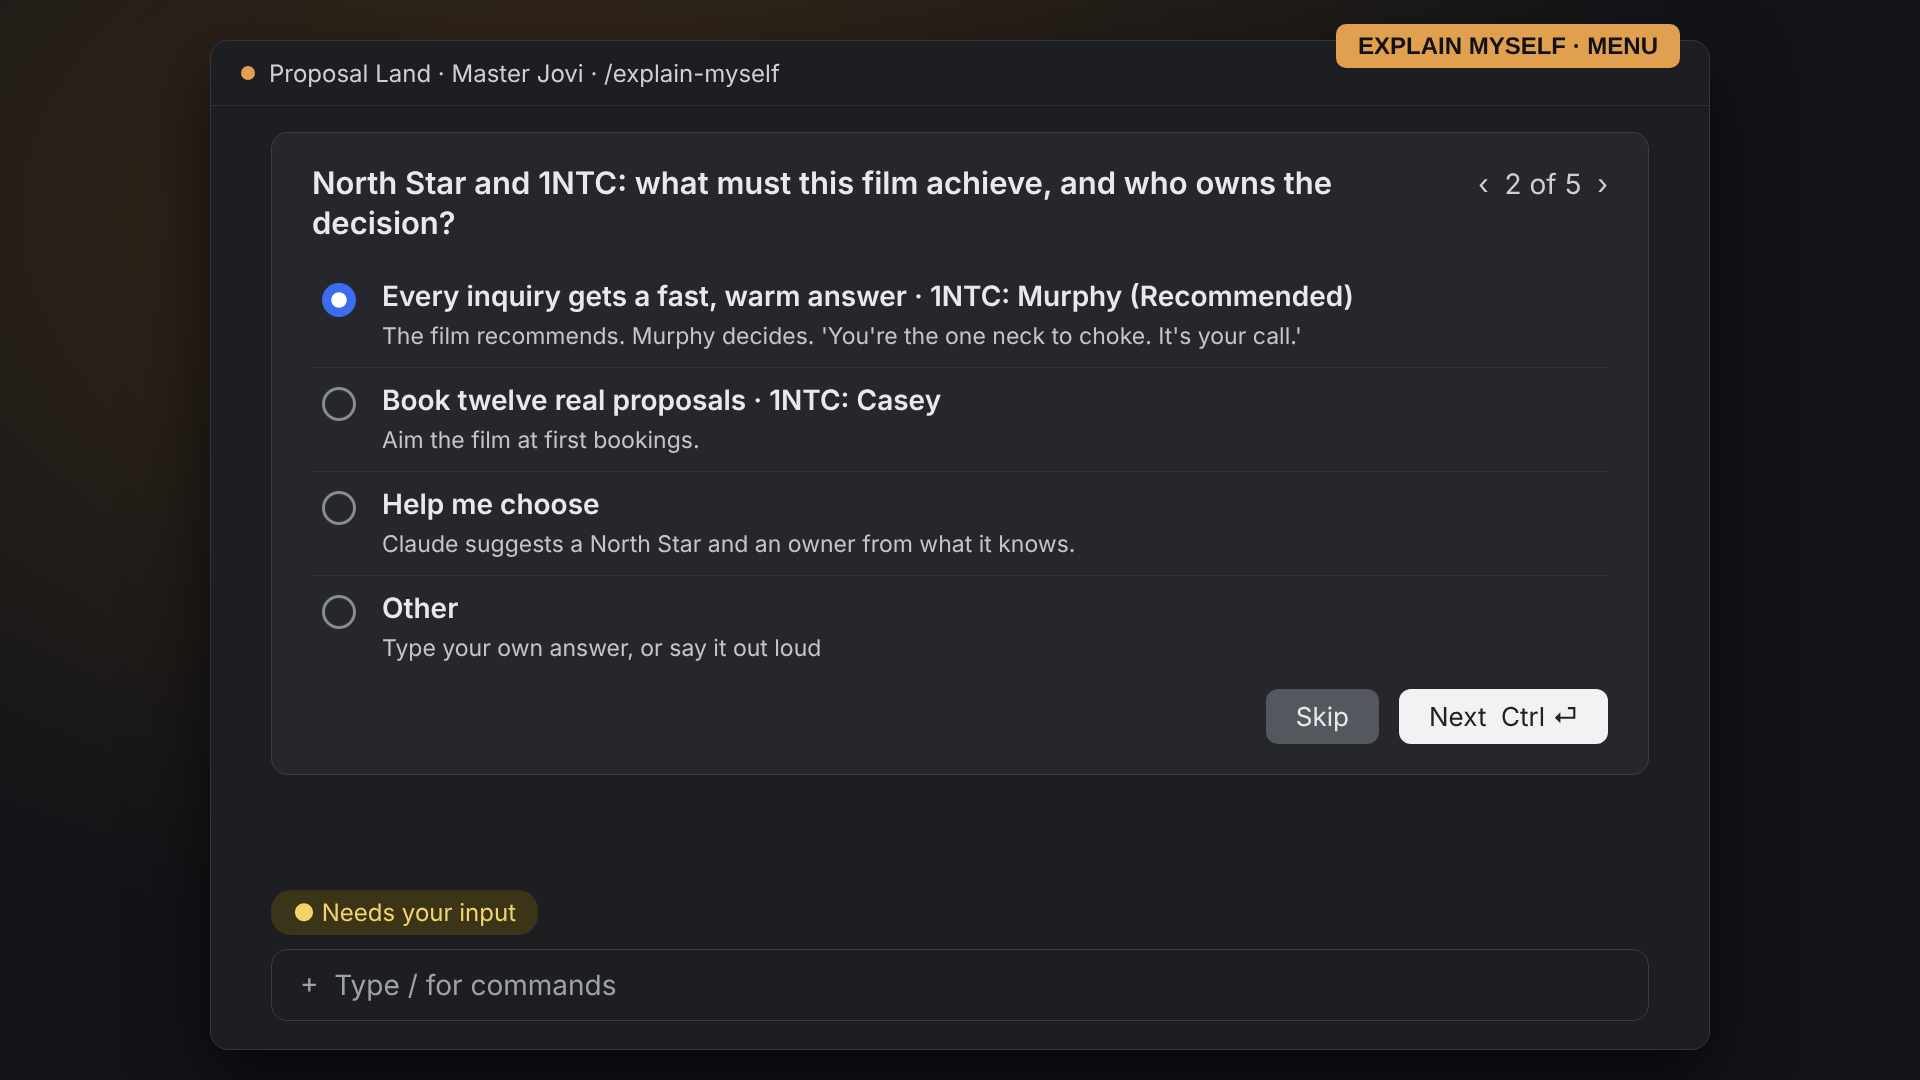 EXPLAIN MYSELF · MENU
Proposal Land · Master Jovi · /explain-myself
North Star and 1NTC: what must this film achieve, and who owns the
decision?
‹ 2 of 5 ›
Every inquiry gets a fast, warm answer · 1NTC: Murphy (Recommended)
The film recommends. Murphy decides. 'You're the one neck to choke. It's your call.'
Book twelve real proposals · 1NTC: Casey
Aim the film at first bookings.
Help me choose
Claude suggests a North Star and an owner from what it knows.
Other
Type your own answer, or say it out loud
Skip
Next Ctrl ⏎
Needs your input
+ Type / for commands